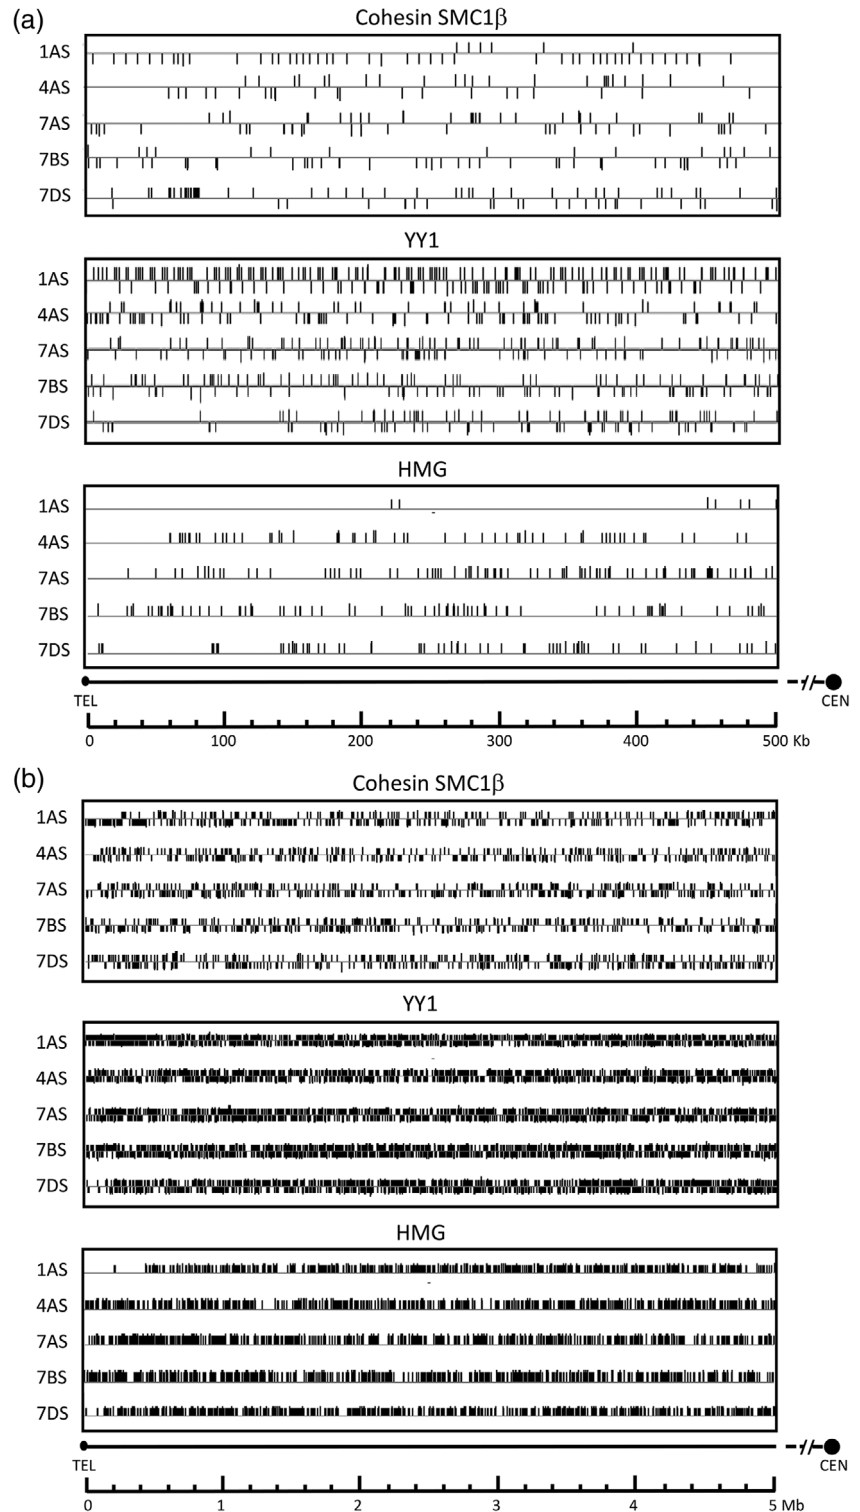 (a)
Cohesin SMC1β
1AS
4AS
7AS
7BS
7DS
YY1
1AS
4AS
7AS
7BS
7DS
HMG
1AS
4AS
7AS
7BS
7DS
TEL CEN
0 100 200 300 400 500 Kb
(b)
Cohesin SMC1β
1AS
4AS
7AS
7BS
7DS
YY1
1AS
4AS
7AS
7BS
7DS
HMG
1AS
4AS
7AS
7BS
7DS
TEL CEN
0 1 2 3 4 5 Mb